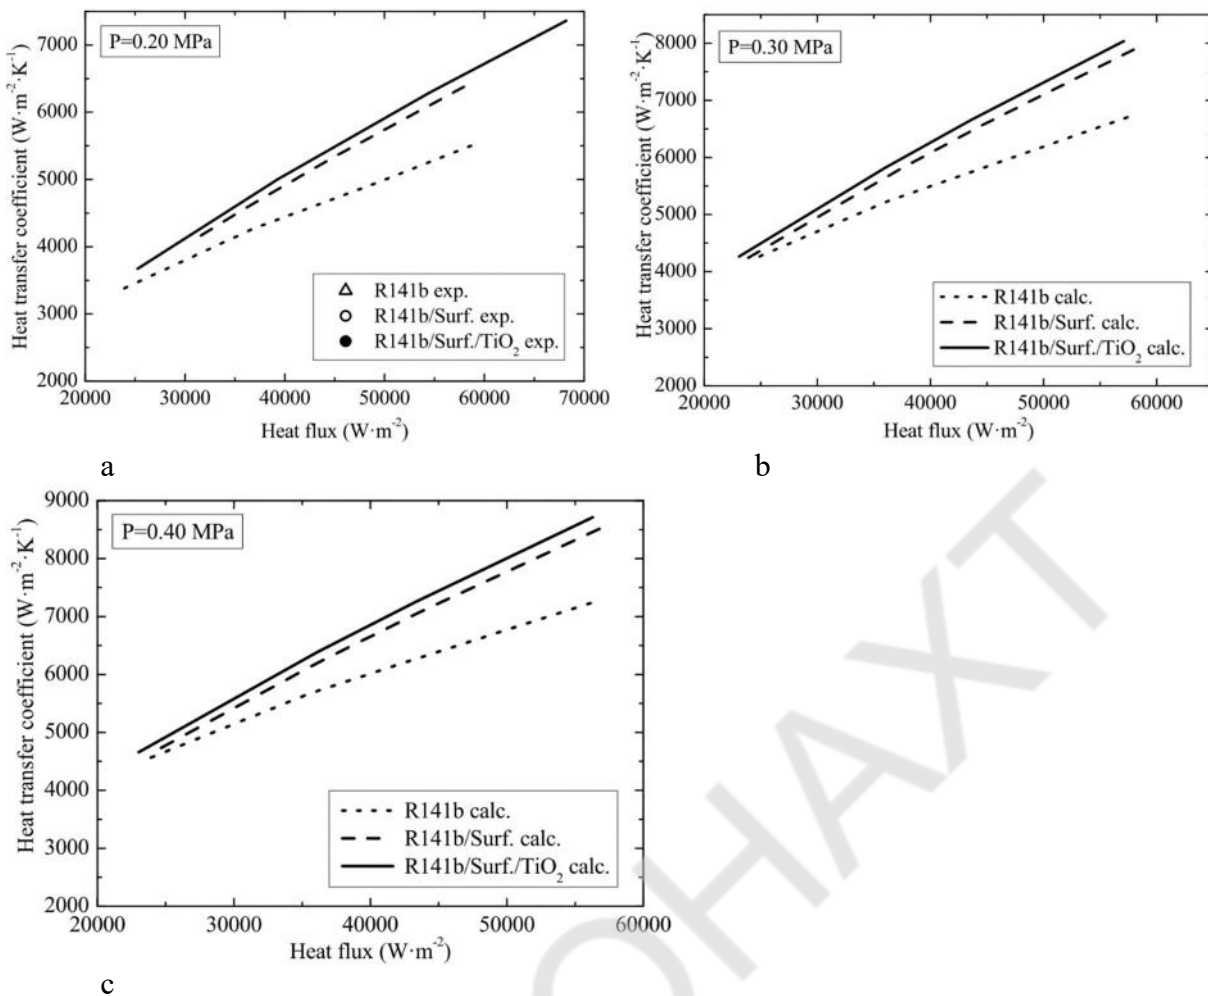 P=0.20 MPa
Heat transfer coefficient (W·m⁻²·K⁻¹)
7000
6000
5000
4000
3000
2000
R141b exp.
R141b/Surf. exp.
R141b/Surf./TiO₂ exp.
20000 30000 40000 50000 60000 70000
Heat flux (W·m⁻²)
a
P=0.30 MPa
Heat transfer coefficient (W·m⁻²·K⁻¹)
8000
7000
6000
5000
4000
3000
2000
R141b calc.
R141b/Surf. calc.
R141b/Surf./TiO₂ calc.
20000 30000 40000 50000 60000
Heat flux (W·m⁻²)
b
P=0.40 MPa
Heat transfer coefficient (W·m⁻²·K⁻¹)
9000
8000
7000
6000
5000
4000
3000
2000
R141b calc.
R141b/Surf. calc.
R141b/Surf./TiO₂ calc.
20000 30000 40000 50000 60000
Heat flux (W·m⁻²)
c
ОНАХТ